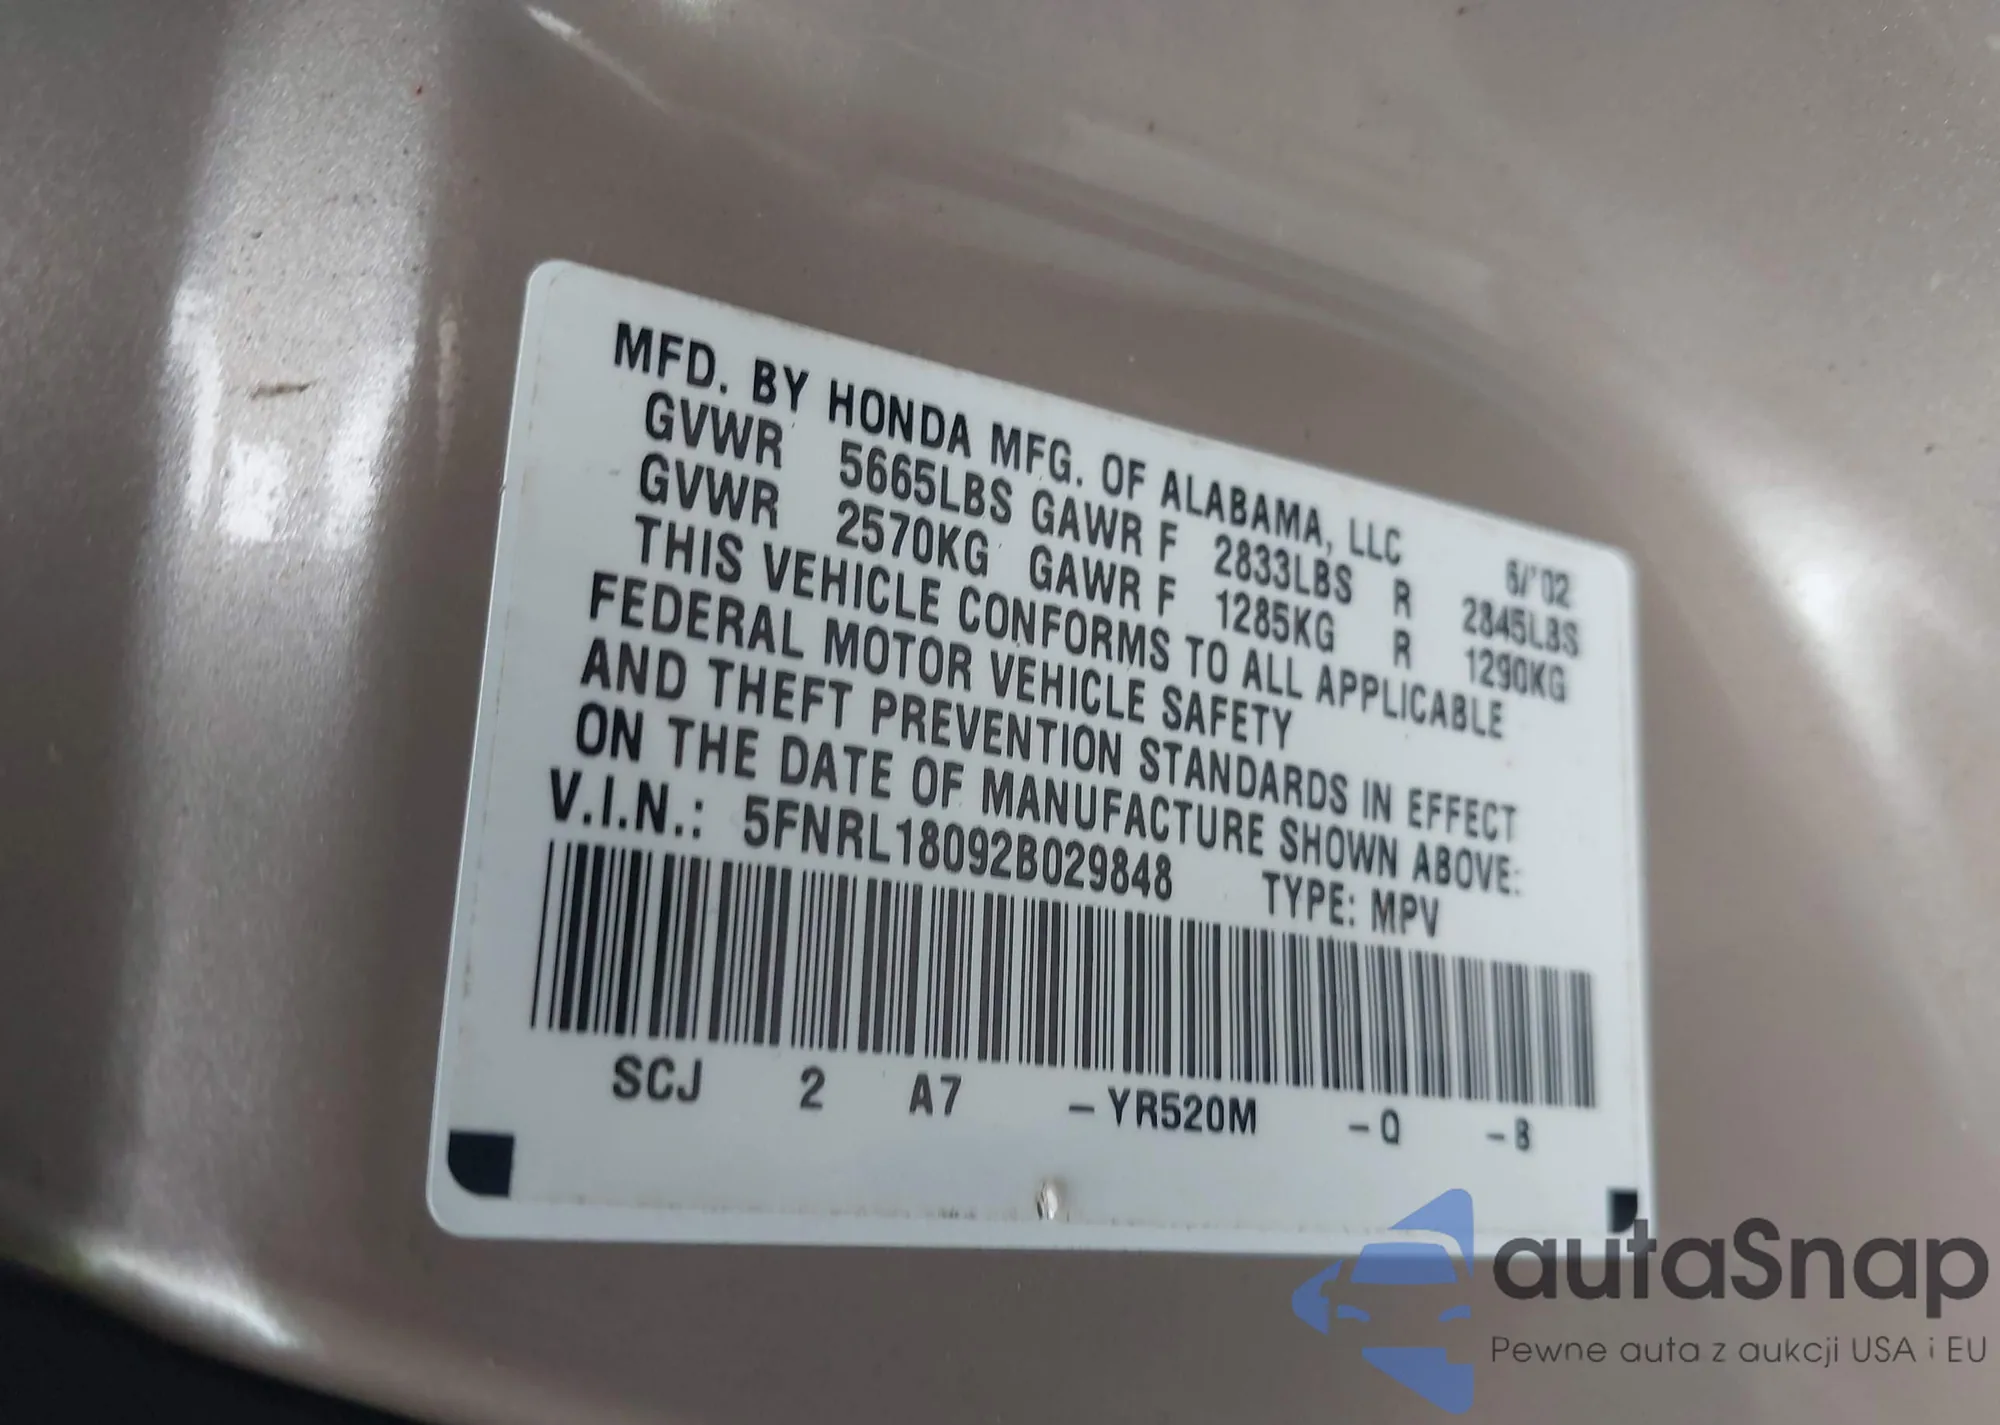 MFD. BY HONDA MFG. OF ALABAMA, LLC 6/'02
GVWR 5665LBS GAWR F 2833LBS R 2845LBS
GVWR 2570KG GAWR F 1285KG R 1290KG
THIS VEHICLE CONFORMS TO ALL APPLICABLE
FEDERAL MOTOR VEHICLE SAFETY
AND THEFT PREVENTION STANDARDS IN EFFECT
ON THE DATE OF MANUFACTURE SHOWN ABOVE:
V.I.N.: 5FNRL18092B029848 TYPE: MPV
SCJ 2 A7 –YR520M –Q –8
autaSnap
Pewne auta z aukcji USA i EU